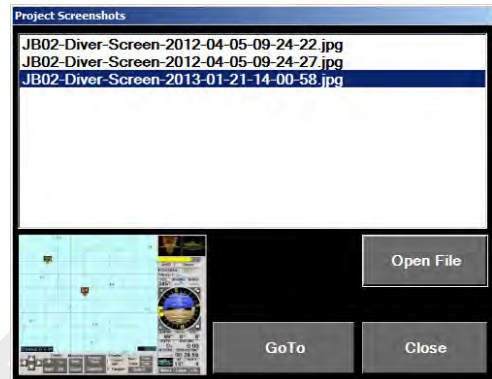 Project Screenshots
JB02-Diver-Screen-2012-04-05-09-24-22.jpg
JB02-Diver-Screen-2012-04-05-09-24-27.jpg
JB02-Diver-Screen-2013-01-21-14-00-58.jpg
Open File
GoTo
Close